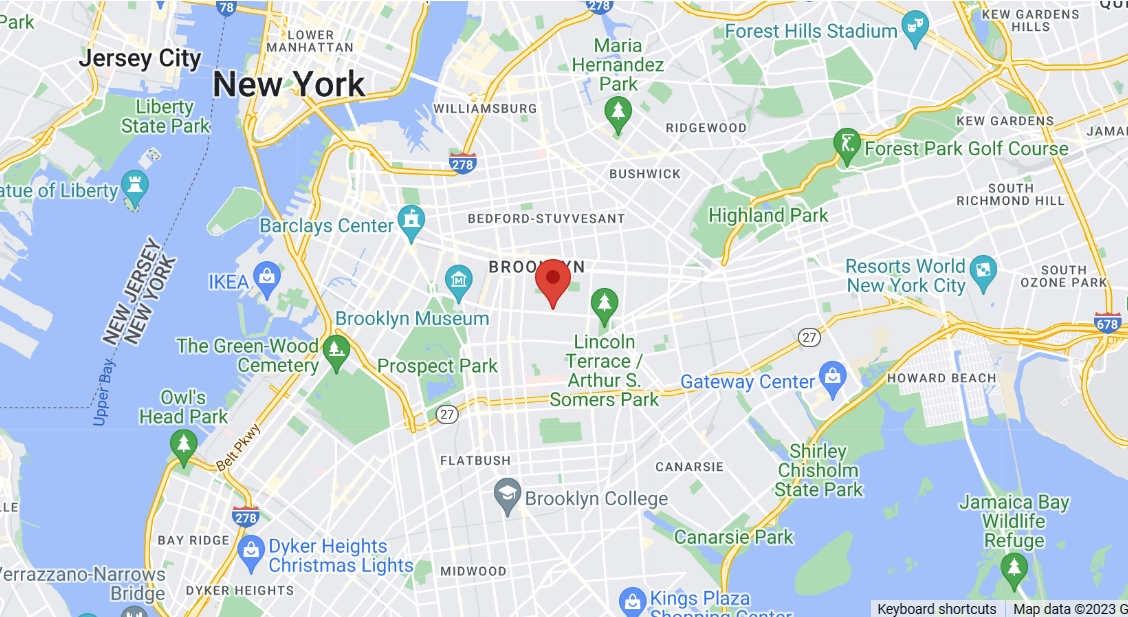 Park
78
278
KEW GARDENS
HILLS
LOWER
MANHATTAN
Forest Hills Stadium
Jersey City
Maria
Hernandez
Park
New York
Liberty
State Park
WILLIAMSBURG
RIDGEWOOD
KEW GARDENS
JAMAI
278
Forest Park Golf Course
BUSHWICK
atue of Liberty
SOUTH
RICHMOND HILL
BEDFORD-STUYVESANT
Highland Park
Barclays Center
NEW JERSEY
NEW YORK
BROOKLYN
IKEA
Resorts World
New York City
SOUTH
OZONE PARK
Brooklyn Museum
678
27
The Green-Wood
Cemetery
Lincoln
Terrace /
Arthur S.
Somers Park
Prospect Park
Upper Bay
Gateway Center
HOWARD BEACH
Owl's
Head Park
27
Belt Pkwy
FLATBUSH
CANARSIE
Shirley
Chisholm
State Park
Brooklyn College
Jamaica Bay
Wildlife
Refuge
278
BAY RIDGE
Dyker Heights
Christmas Lights
Canarsie Park
Verrazzano-Narrows
Bridge
DYKER HEIGHTS
MIDWOOD
Kings Plaza
Shopping Center
Keyboard shortcuts
Map data ©2023 G